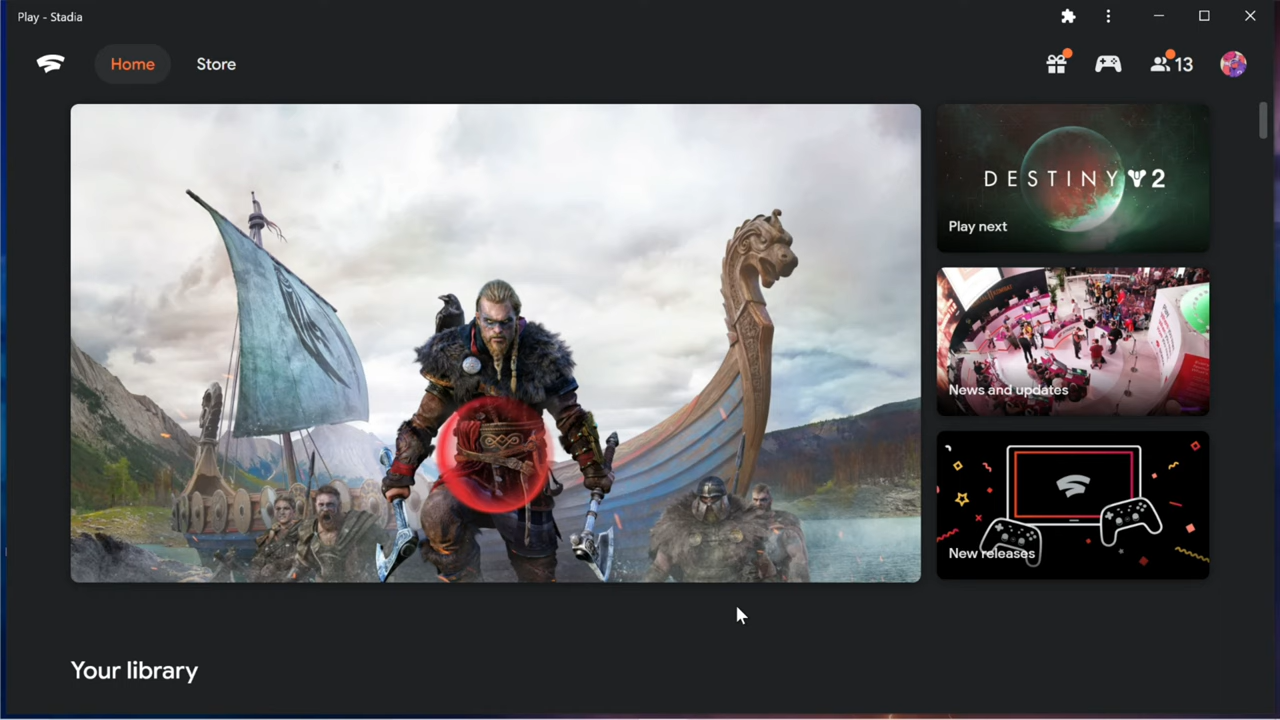 Play - Stadia
Home
Store
13
DESTINY 2
Play next
News and updates
New releases
Your library